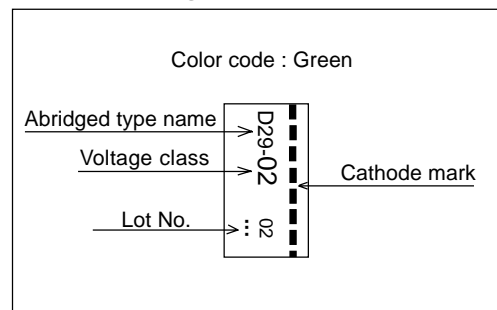 Color code : Green
Abridged type name
Voltage class
Lot No.
Cathode mark
D29-02
02